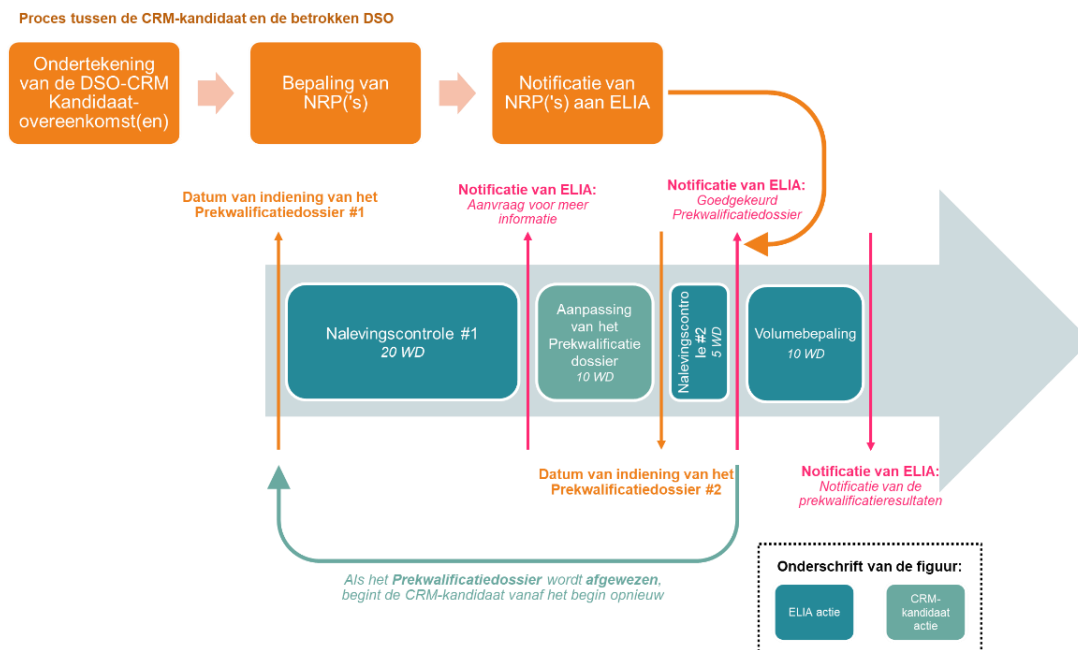 Proces tussen de CRM-kandidaat en de betrokken DSO
Ondertekening
van de DSO-CRM
Kandidaat-
overeenkomst(en)
Bepaling van
NRP('s)
Notificatie van
NRP('s) aan ELIA
Datum van indiening van het
Prekwalificatiedossier #1
Notificatie van ELIA:
Aanvraag voor meer
informatie
Notificatie van ELIA:
Goedgekeurd
Prekwalificatiedossier
Nalevingscontrole #1
20 WD
Aanpassing
van het
Prekwalificatie
dossier
10 WD
Nalevingscontro
le #2
5 WD
Volumebepaling
10 WD
Datum van indiening van het
Prekwalificatiedossier #2
Notificatie van ELIA:
Notificatie van de
prekwalificatieresultaten
Als het Prekwalificatiedossier wordt afgewezen,
begint de CRM-kandidaat vanaf het begin opnieuw
Onderschrift van de figuur:
ELIA actie
CRM-
kandidaat
actie